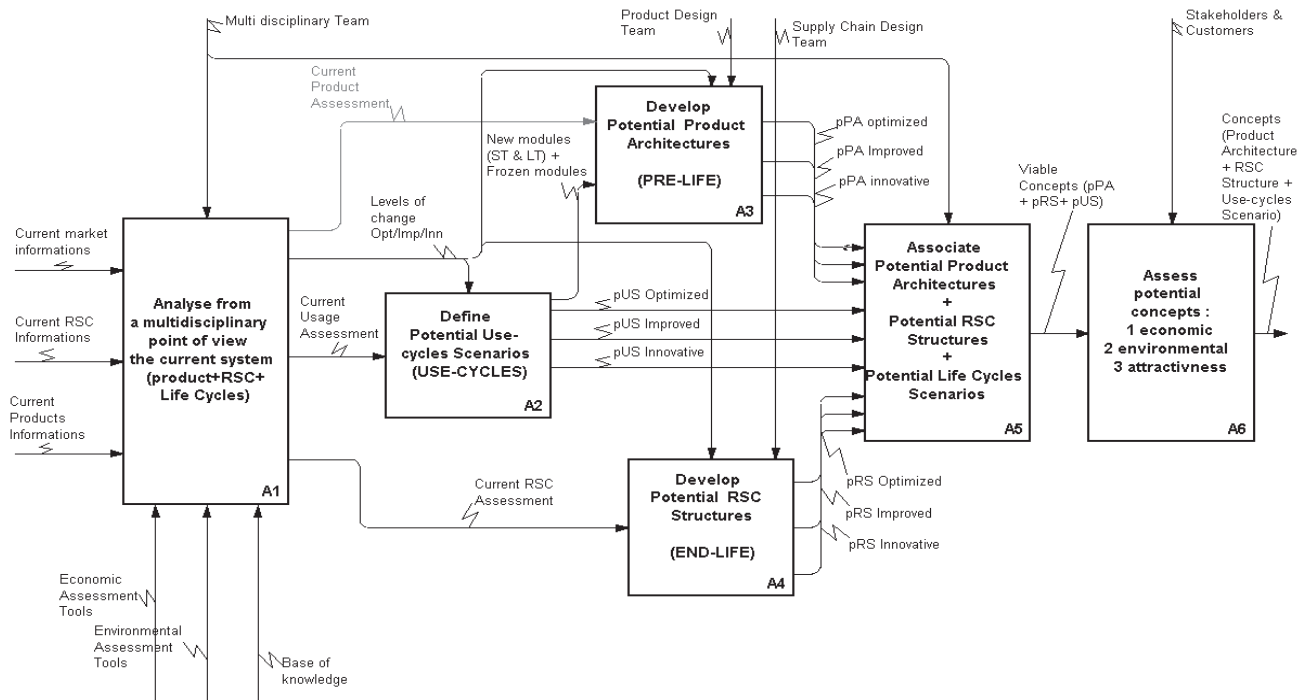 Multi disciplinary Team
Product Design
Team
Supply Chain Design
Team
Stakeholders &
Customers
Current
Product
Assessment
Develop
Potential Product
Architectures
(PRE-LIFE)
A3
pPA optimized
pPA Improved
pPA innovative
New modules
(ST & LT) +
Frozen modules
Levels of
change
Opt/Imp/Inn
Viable
Concepts (pPA
+ pRS+ pUS)
Concepts
(Product
Architecture
+ RSC
Structure +
Use-cycles
Scenario)
Current market
informations
Current RSC
Informations
Current
Products
Informations
Analyse from
a multidisciplinary
point of view
the current system
(product+RSC+
Life Cycles)
A1
Current
Usage
Assessment
Define
Potential Use-
cycles Scenarios
(USE-CYCLES)
A2
pUS Optimized
pUS Improved
pUS Innovative
Associate
Potential Product
Architectures
+
Potential RSC
Structures
+
Potential Life Cycles
Scenarios
A5
Assess
potential
concepts :
1 economic
2 environmental
3 attractivness
A6
Current RSC
Assessment
Develop
Potential RSC
Structures
(END-LIFE)
A4
pRS Optimized
pRS Improved
pRS Innovative
Economic
Assessment
Tools
Environmental
Assessment
Tools
Base of
knowledge